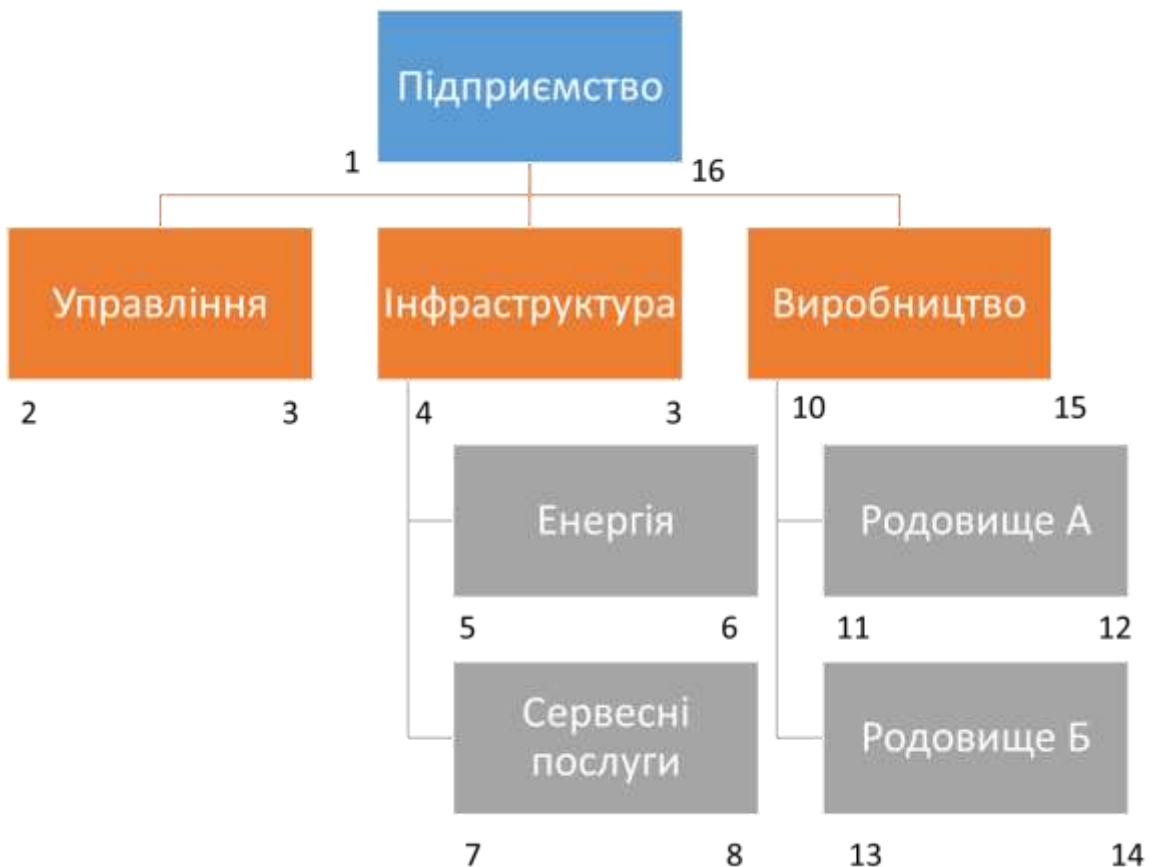 Підприємство
1 16
Управління Інфраструктура Виробництво
2 3 4 3 10 15
Енергія Родовище А
5 6 11 12
Сервесні
послуги
Родовище Б
7 8 13 14